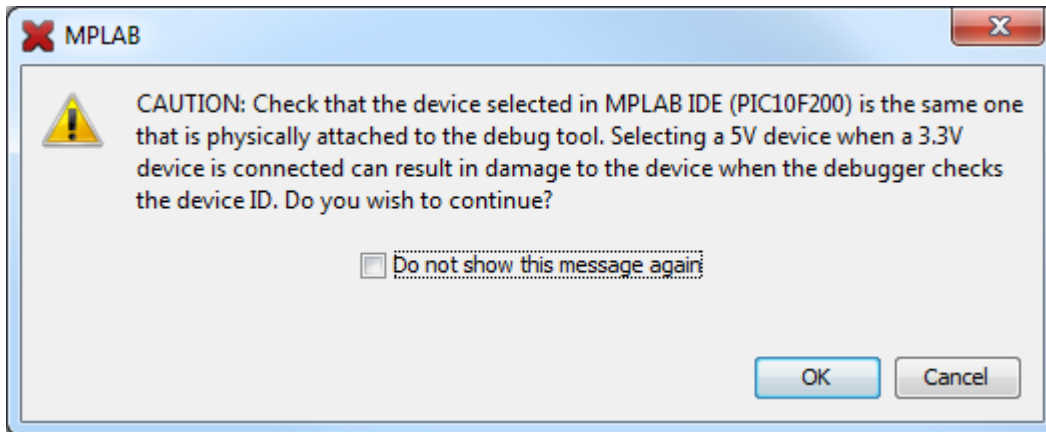 MPLAB
CAUTION: Check that the device selected in MPLAB IDE (PIC10F200) is the same one
that is physically attached to the debug tool. Selecting a 5V device when a 3.3V
device is connected can result in damage to the device when the debugger checks
the device ID. Do you wish to continue?
Do not show this message again
OK
Cancel